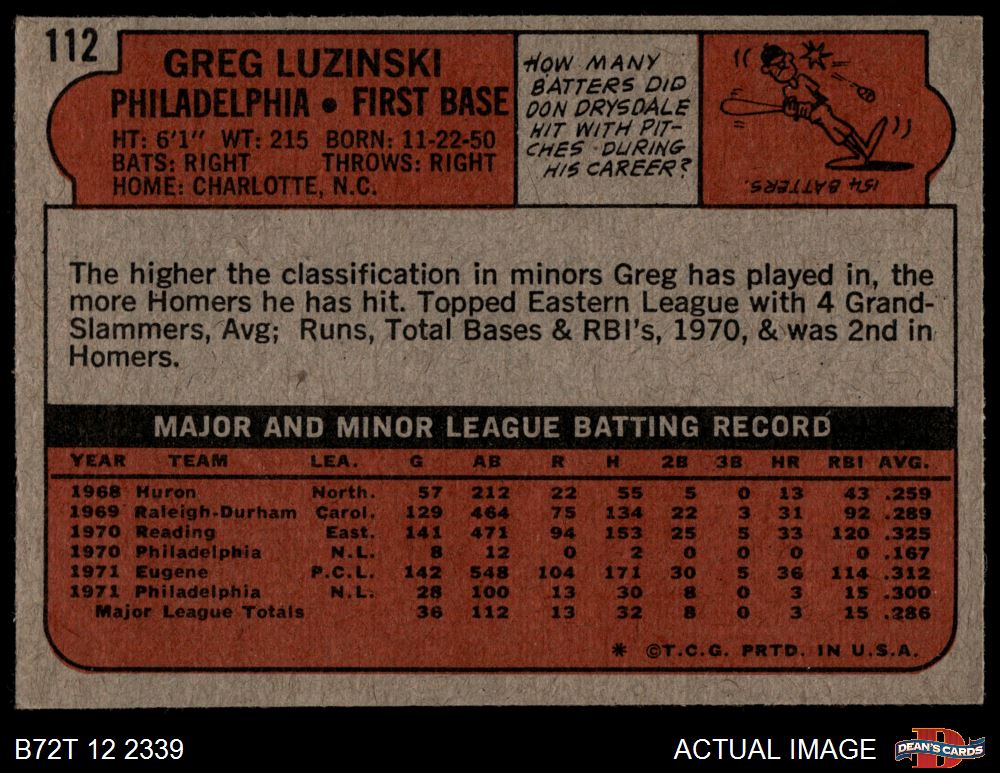 112
GREG LUZINSKI
PHILADELPHIA • FIRST BASE
HT: 6'1" WT: 215 BORN: 11-22-50
BATS: RIGHT THROWS: RIGHT
HOME: CHARLOTTE, N.C.
HOW MANY
BATTERS DID
DON DRYSDALE
HIT WITH PIT-
CHES DURING
HIS CAREER?
154 BATTERS.
The higher the classification in minors Greg has played in, the
more Homers he has hit. Topped Eastern League with 4 Grand-
Slammers, Avg; Runs, Total Bases & RBI's, 1970, & was 2nd in
Homers.
MAJOR AND MINOR LEAGUE BATTING RECORD
YEAR TEAM LEA. G AB R H 2B 3B HR RBI AVG.
1968 Huron North. 57 212 22 55 5 0 13 43 .259
1969 Raleigh-Durham Carol. 129 464 75 134 22 3 31 92 .289
1970 Reading East. 141 471 94 153 25 5 33 120 .325
1970 Philadelphia N.L. 8 12 0 2 0 0 0 0 .167
1971 Eugene P.C.L. 142 548 104 171 30 5 36 114 .312
1971 Philadelphia N.L. 28 100 13 30 8 0 3 15 .300
Major League Totals 36 112 13 32 8 0 3 15 .286
* ©T.C.G. PRTD. IN U.S.A.
B72T 12 2339
ACTUAL IMAGE
D
DEAN'S CARDS